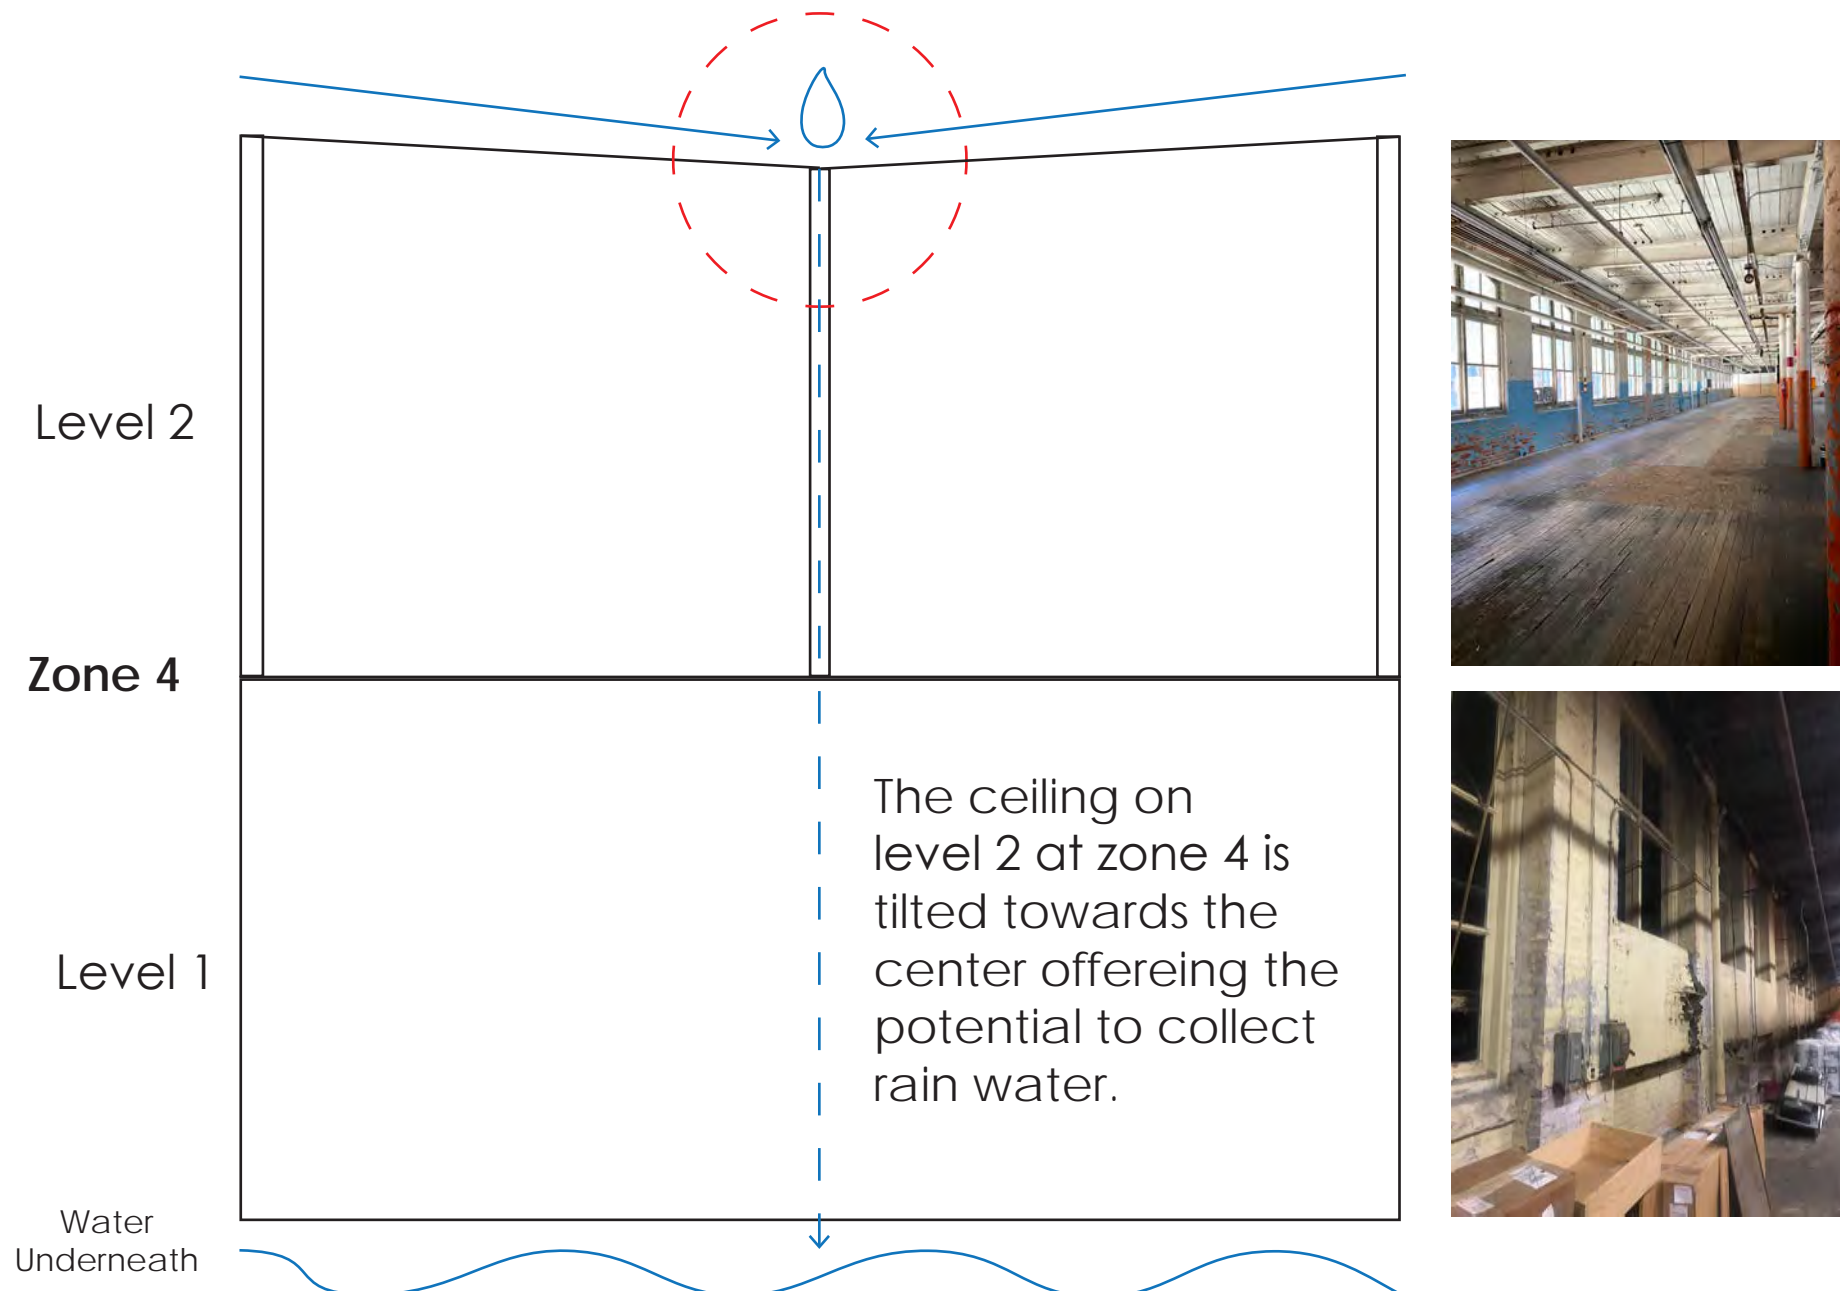 Level 2
Zone 4
The ceiling on
level 2 at zone 4 is
tilted towards the
center offereing the
potential to collect
rain water.
Level 1
Water
Underneath